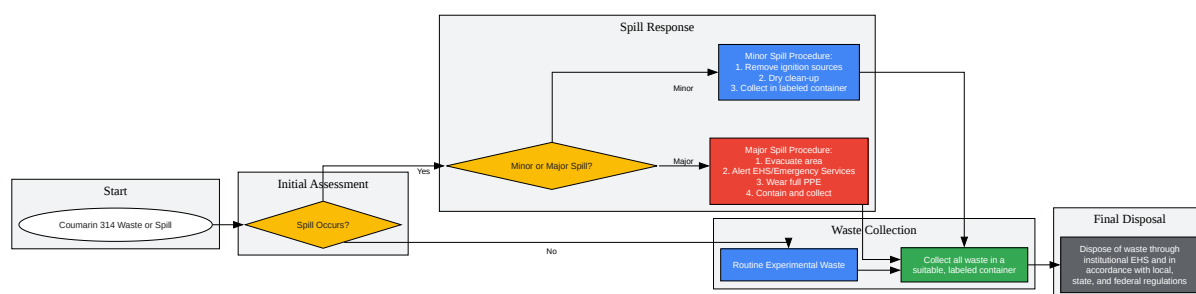 Spill Response
Minor Spill Procedure:
1. Remove ignition sources
2. Dry clean-up
3. Collect in labeled container
Minor
Minor or Major Spill?
Major
Major Spill Procedure:
1. Evacuate area
2. Alert EHS/Emergency Services
3. Wear full PPE
4. Contain and collect
Yes
Start
Coumarin 314 Waste or Spill
Initial Assessment
Spill Occurs?
No
Waste Collection
Routine Experimental Waste
Collect all waste in a
suitable, labeled container
Final Disposal
Dispose of waste through
institutional EHS and in
accordance with local,
state, and federal regulations